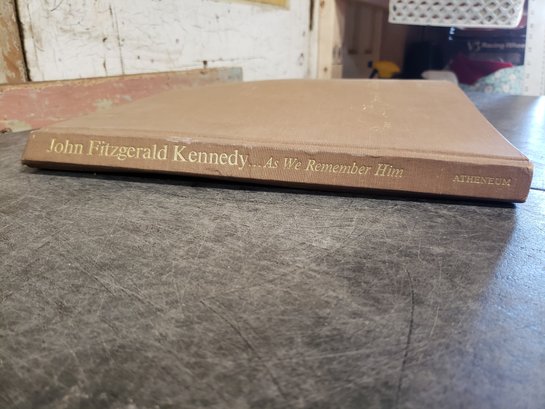 John Fitzgerald Kennedy... As We Remember Him
ATHENEUM